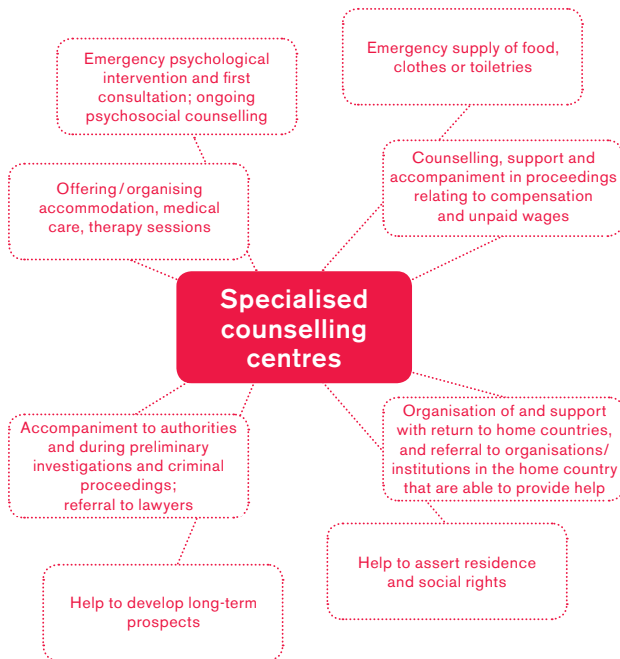 Emergency psychological
intervention and first
consultation; ongoing
psychosocial counselling
Emergency supply of food,
clothes or toiletries
Offering / organising
accommodation, medical
care, therapy sessions
Counselling, support and
accompaniment in proceedings
relating to compensation
and unpaid wages
Specialised
counselling
centres
Accompaniment to authorities
and during preliminary
investigations and criminal
proceedings;
referral to lawyers
Organisation of and support
with return to home countries,
and referral to organisations/
institutions in the home country
that are able to provide help
Help to develop long-term
prospects
Help to assert residence
and social rights